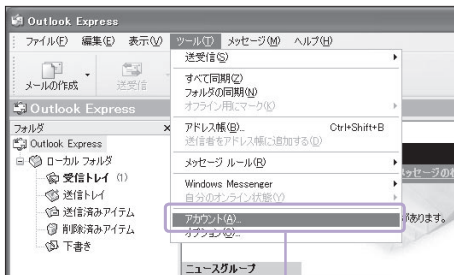 Outlook Express
ファイル(F) 編集(E) 表示(V) ツール(T) メッセージ(M) ヘルプ(H)
メールの作成 送受信
送受信(S)
すべて同期(Z)
フォルダの同期(N)
オフライン用にマーク(K)
アドレス帳(B)... Ctrl+Shift+B
送信者をアドレス帳に追加する(D)
メッセージ ルール(R)
Windows Messenger
自分のオンライン状態(Y)
アカウント(A)...
オプション(O)...
Outlook Express
フォルダ ×
Outlook Express
ローカル フォルダ
受信トレイ (1)
送信トレイ
送信済みアイテム
削除済みアイテム
下書き
があります。
ニュースグループ